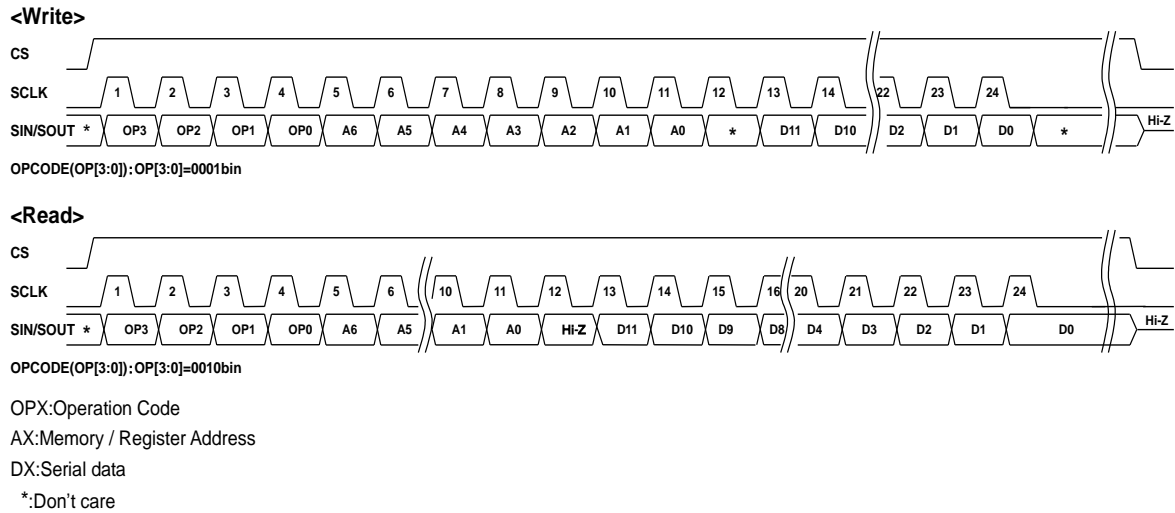 <Write>
CS
SCLK 1 2 3 4 5 6 7 8 9 10 11 12 13 14 22 23 24
SIN/SOUT * OP3 OP2 OP1 OP0 A6 A5 A4 A3 A2 A1 A0 * D11 D10 D2 D1 D0 * Hi-Z
OPCODE(OP[3:0]):OP[3:0]=0001bin
<Read>
CS
SCLK 1 2 3 4 5 6 10 11 12 13 14 15 16 20 21 22 23 24
SIN/SOUT * OP3 OP2 OP1 OP0 A6 A5 A1 A0 Hi-Z D11 D10 D9 D8 D4 D3 D2 D1 D0 Hi-Z
OPCODE(OP[3:0]):OP[3:0]=0010bin
OPX:Operation Code
AX:Memory / Register Address
DX:Serial data
*:Don't care